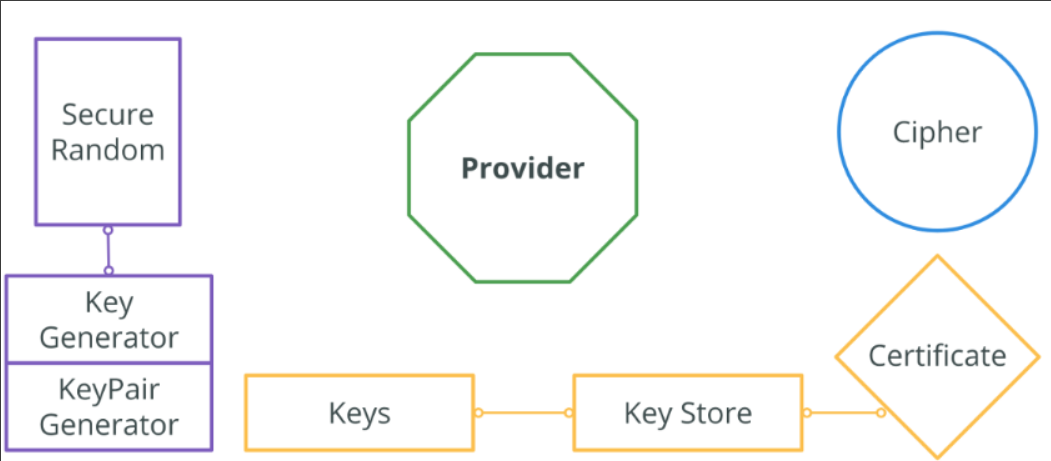 Secure
Random
Provider
Cipher
Key
Generator
KeyPair
Generator
Keys
Key Store
Certificate